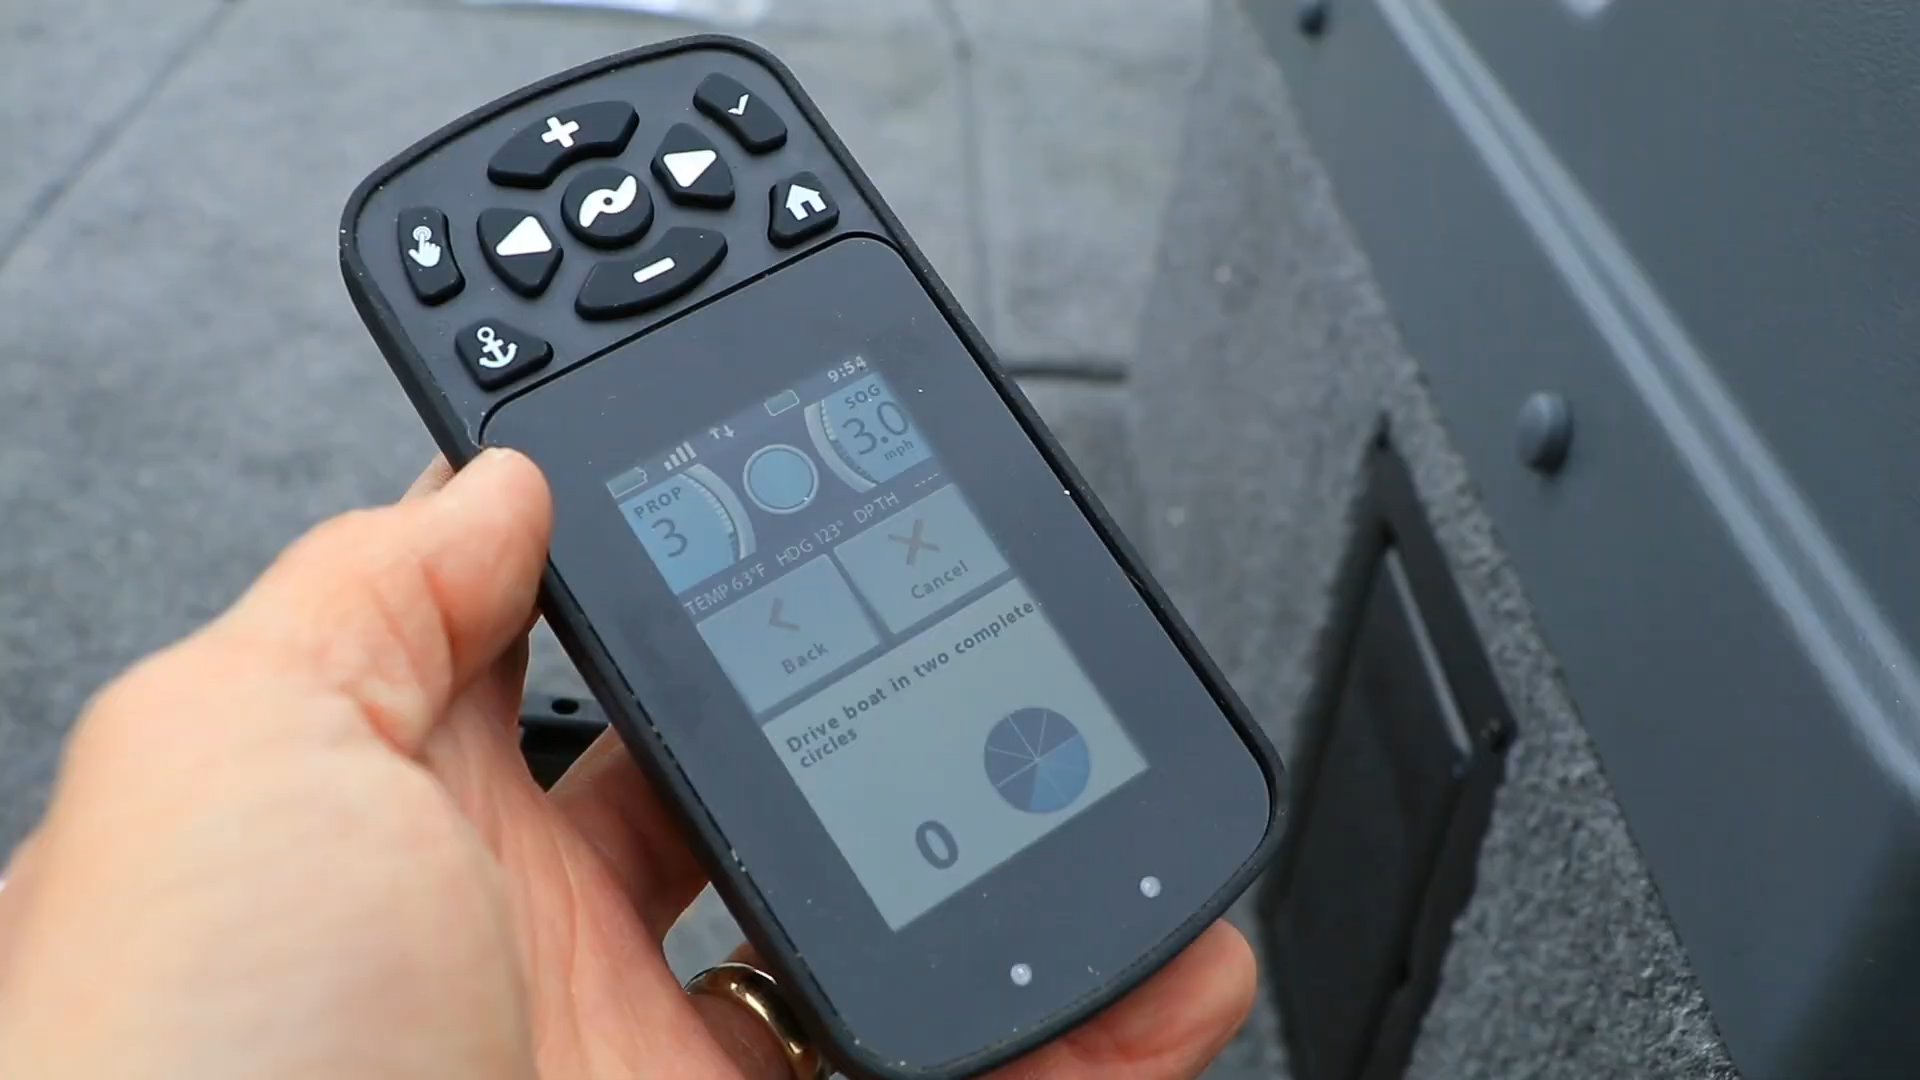 9:54
PROP
3
SOG
3.0
mph
TEMP 63°F HDG 123° DPTH ----
Back
Cancel
Drive boat in two complete
circles
0